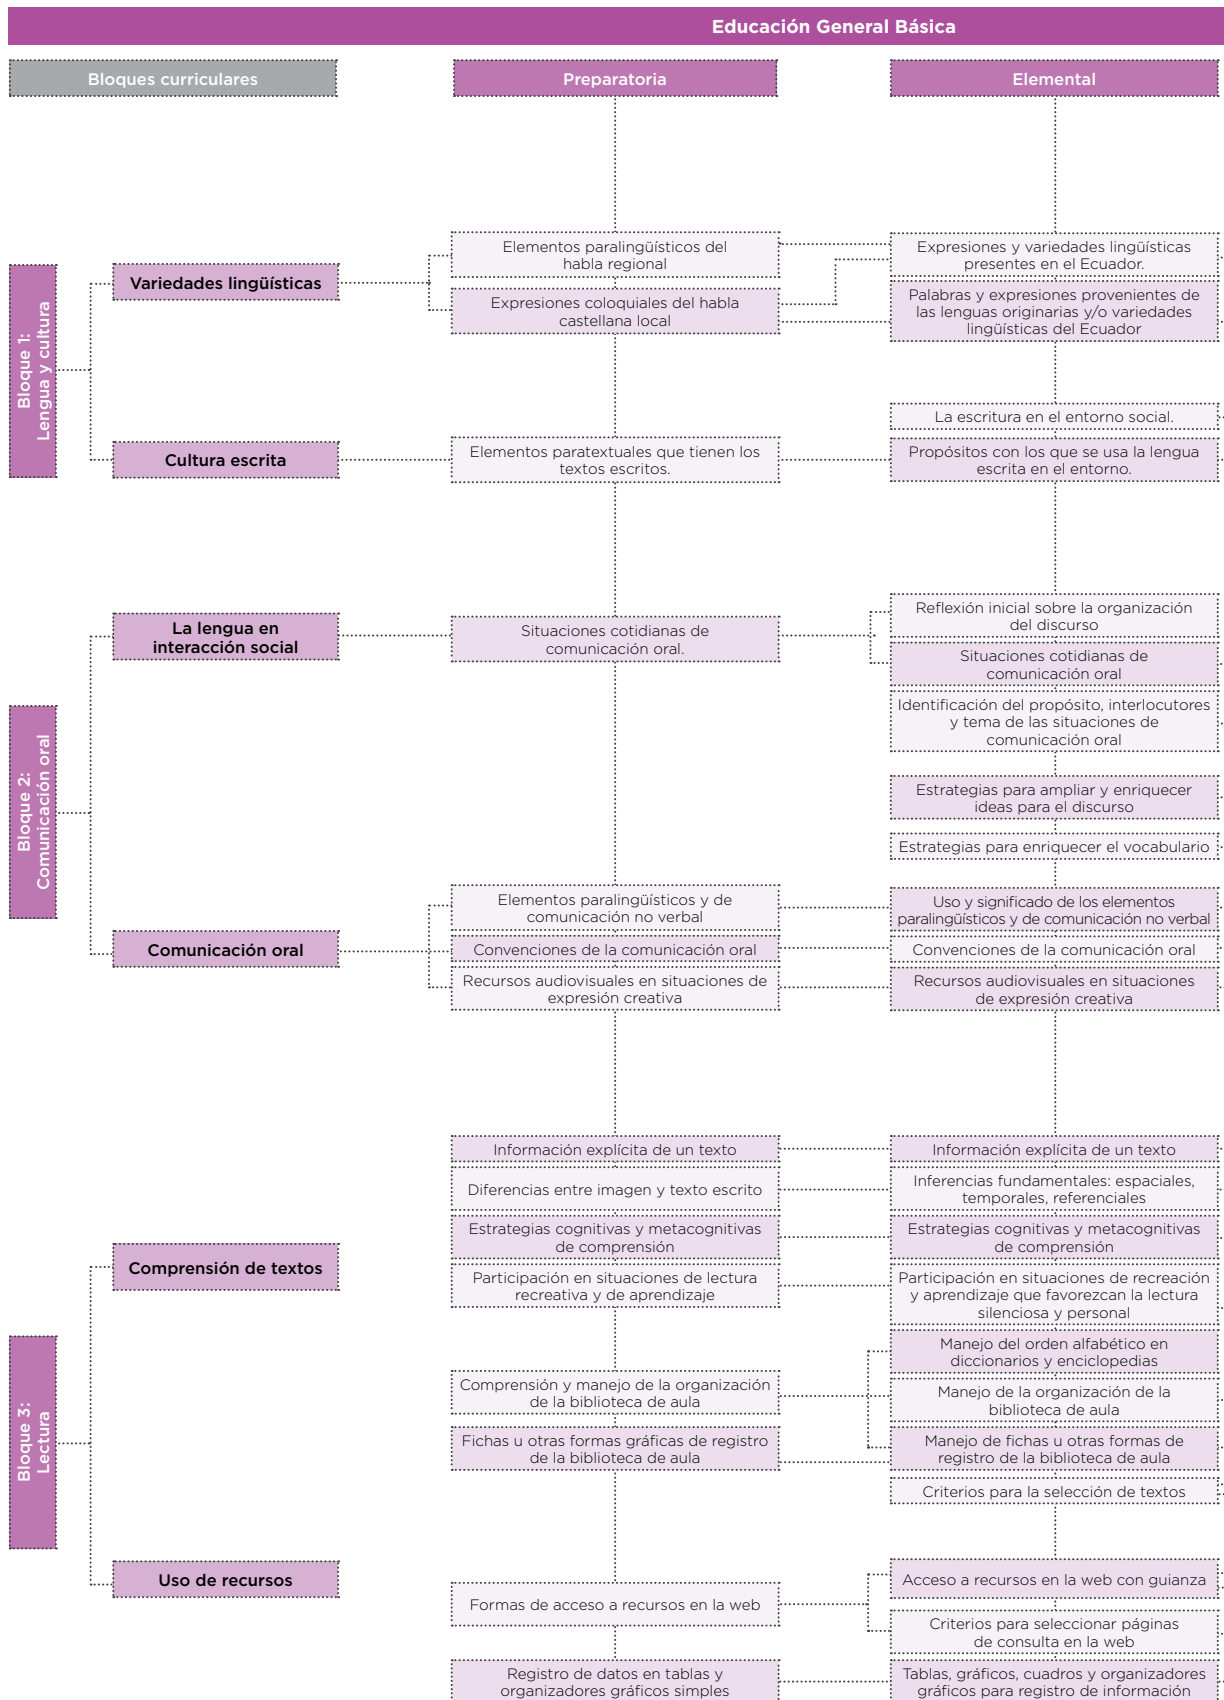 Educación General Básica
Bloques curriculares
Preparatoria
Elemental
Bloque 1:
Lengua y cultura
Variedades lingüísticas
Elementos paralingüísticos del
habla regional
Expresiones coloquiales del habla
castellana local
Expresiones y variedades lingüísticas
presentes en el Ecuador.
Palabras y expresiones provenientes de
las lenguas originarias y/o variedades
lingüísticas del Ecuador
Cultura escrita
Elementos paratextuales que tienen los
textos escritos.
La escritura en el entorno social.
Propósitos con los que se usa la lengua
escrita en el entorno.
Bloque 2:
Comunicación oral
La lengua en
interacción social
Situaciones cotidianas de
comunicación oral.
Reflexión inicial sobre la organización
del discurso
Situaciones cotidianas de
comunicación oral
Identificación del propósito, interlocutores
y tema de las situaciones de
comunicación oral
Estrategias para ampliar y enriquecer
ideas para el discurso
Estrategias para enriquecer el vocabulario
Comunicación oral
Elementos paralingüísticos y de
comunicación no verbal
Convenciones de la comunicación oral
Recursos audiovisuales en situaciones de
expresión creativa
Uso y significado de los elementos
paralingüísticos y de comunicación no verbal
Convenciones de la comunicación oral
Recursos audiovisuales en situaciones
de expresión creativa
Bloque 3:
Lectura
Comprensión de textos
Información explícita de un texto
Diferencias entre imagen y texto escrito
Estrategias cognitivas y metacognitivas
de comprensión
Participación en situaciones de lectura
recreativa y de aprendizaje
Información explícita de un texto
Inferencias fundamentales: espaciales,
temporales, referenciales
Estrategias cognitivas y metacognitivas
de comprensión
Participación en situaciones de recreación
y aprendizaje que favorezcan la lectura
silenciosa y personal
Uso de recursos
Comprensión y manejo de la organización
de la biblioteca de aula
Fichas u otras formas gráficas de registro
de la biblioteca de aula
Manejo del orden alfabético en
diccionarios y enciclopedias
Manejo de la organización de la
biblioteca de aula
Manejo de fichas u otras formas de
registro de la biblioteca de aula
Criterios para la selección de textos
Formas de acceso a recursos en la web
Acceso a recursos en la web con guianza
Criterios para seleccionar páginas
de consulta en la web
Registro de datos en tablas y
organizadores gráficos simples
Tablas, gráficos, cuadros y organizadores
gráficos para registro de información